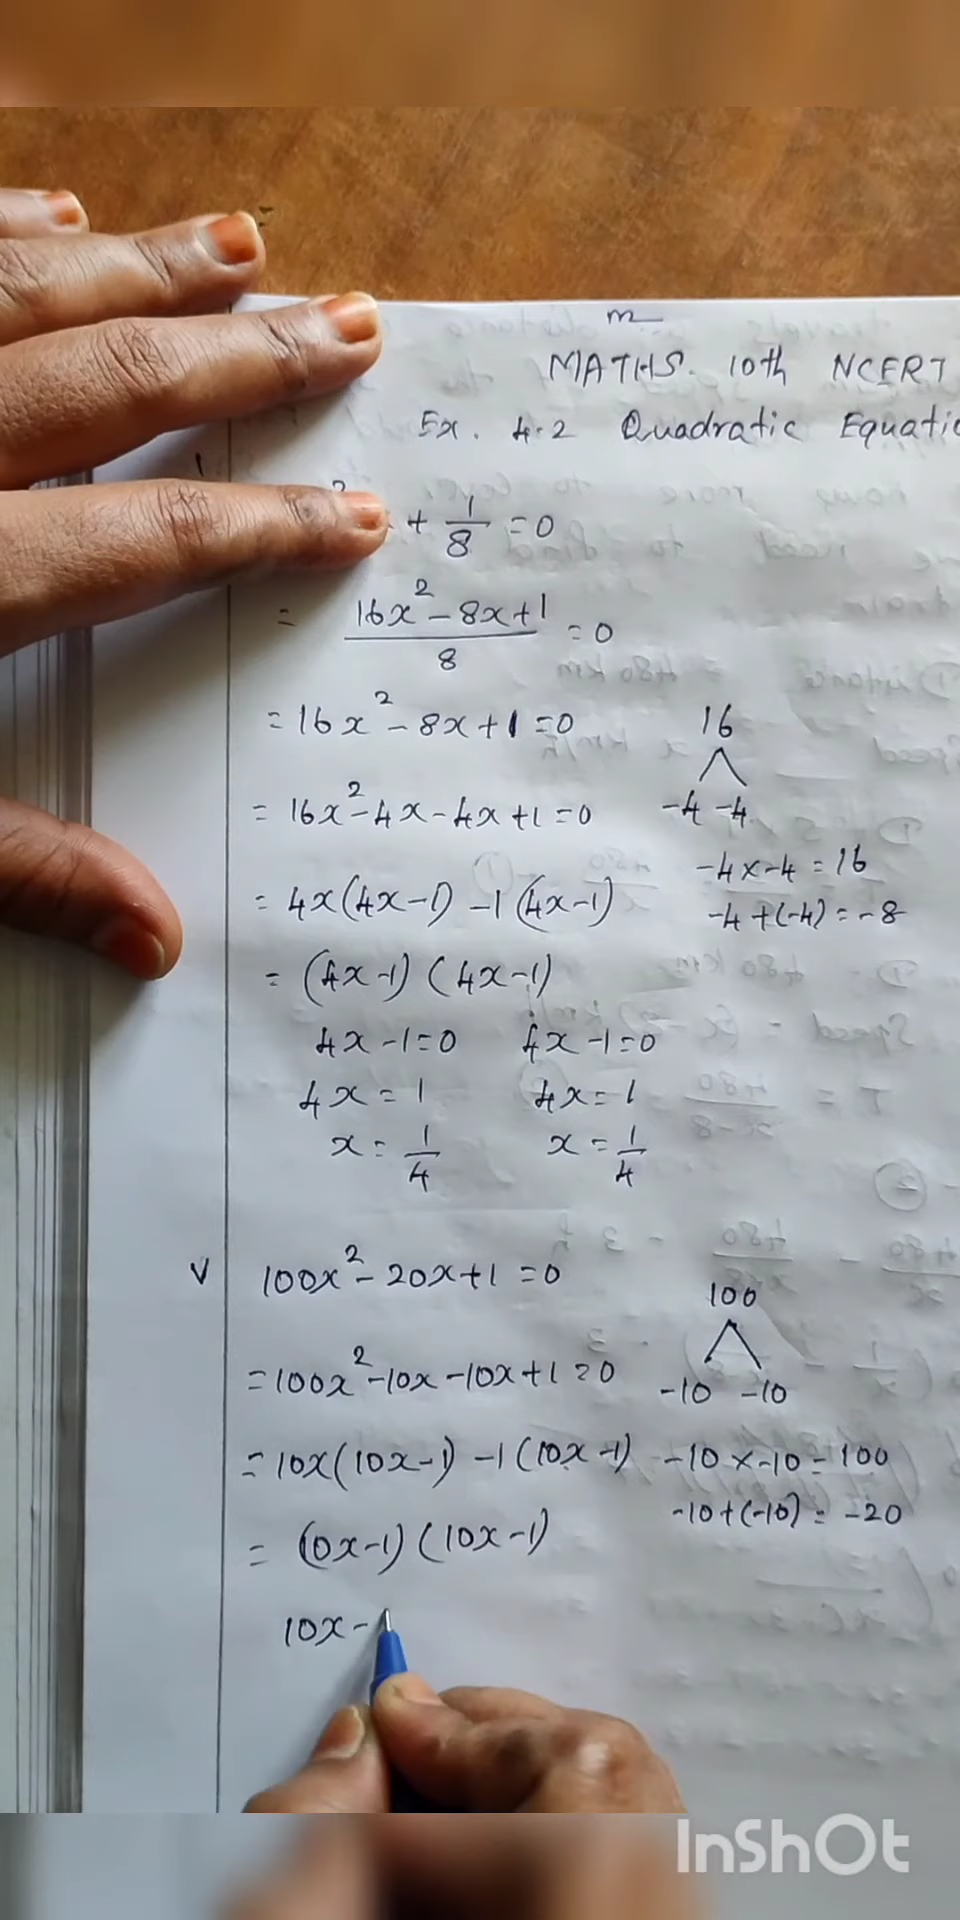 MATHS. 10th NCERT
Ex. 4.2 Quadratic
+ 1/8 = 0
= 16x² - 8x + 1 / 8 = 0
= 16x² - 8x + 1 = 0
16
= 16x² - 4x - 4x + 1 = 0
-4 -4
-4 x -4 = 16
= 4x(4x-1) -1(4x-1)
-4 + (-4) = -8
= (4x-1) (4x-1)
4x - 1 = 0 4x - 1 = 0
4x = 1 4x = 1
x = 1/4 x = 1/4
V 100x² - 20x + 1 = 0
100
= 100x² - 10x - 10x + 1 = 0
-10 -10
= 10x(10x-1) -1(10x-1)
-10 x -10 = 100
-10 + (-10) = -20
= (10x-1) (10x-1)
10x -
InShOt